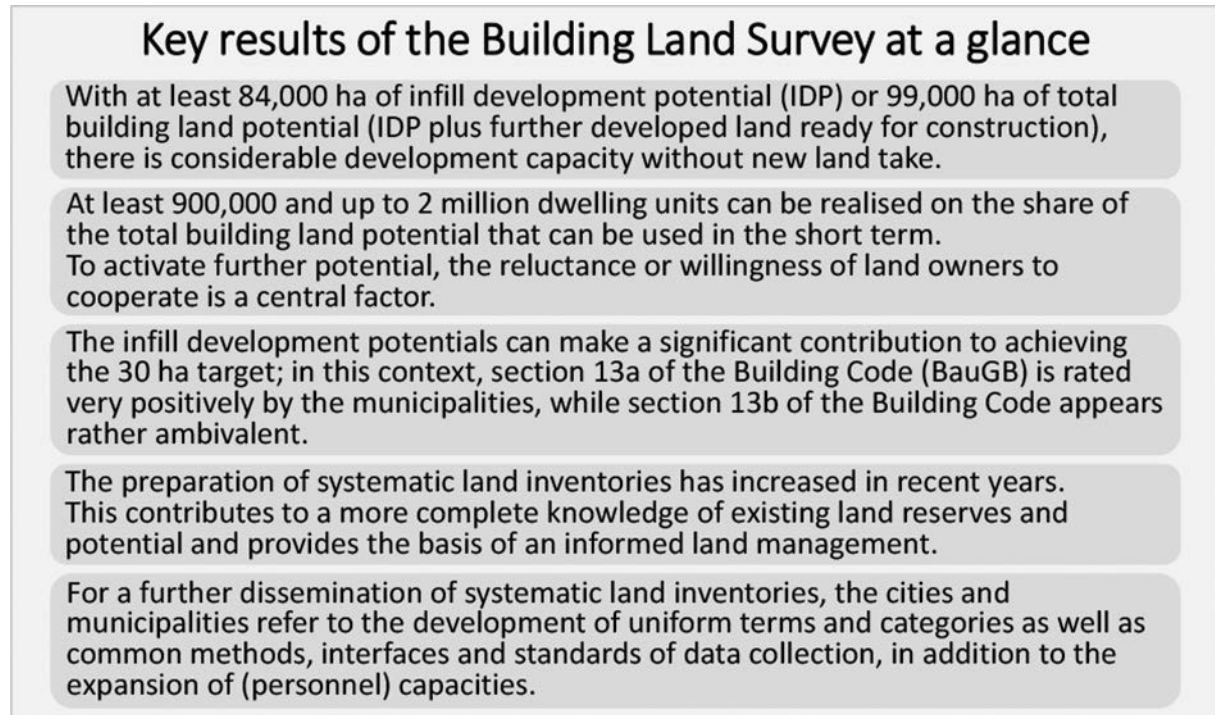 Key results of the Building Land Survey at a glance
With at least 84,000 ha of infill development potential (IDP) or 99,000 ha of total
building land potential (IDP plus further developed land ready for construction),
there is considerable development capacity without new land take.
At least 900,000 and up to 2 million dwelling units can be realised on the share of
the total building land potential that can be used in the short term.
To activate further potential, the reluctance or willingness of land owners to
cooperate is a central factor.
The infill development potentials can make a significant contribution to achieving
the 30 ha target; in this context, section 13a of the Building Code (BauGB) is rated
very positively by the municipalities, while section 13b of the Building Code appears
rather ambivalent.
The preparation of systematic land inventories has increased in recent years.
This contributes to a more complete knowledge of existing land reserves and
potential and provides the basis of an informed land management.
For a further dissemination of systematic land inventories, the cities and
municipalities refer to the development of uniform terms and categories as well as
common methods, interfaces and standards of data collection, in addition to the
expansion of (personnel) capacities.